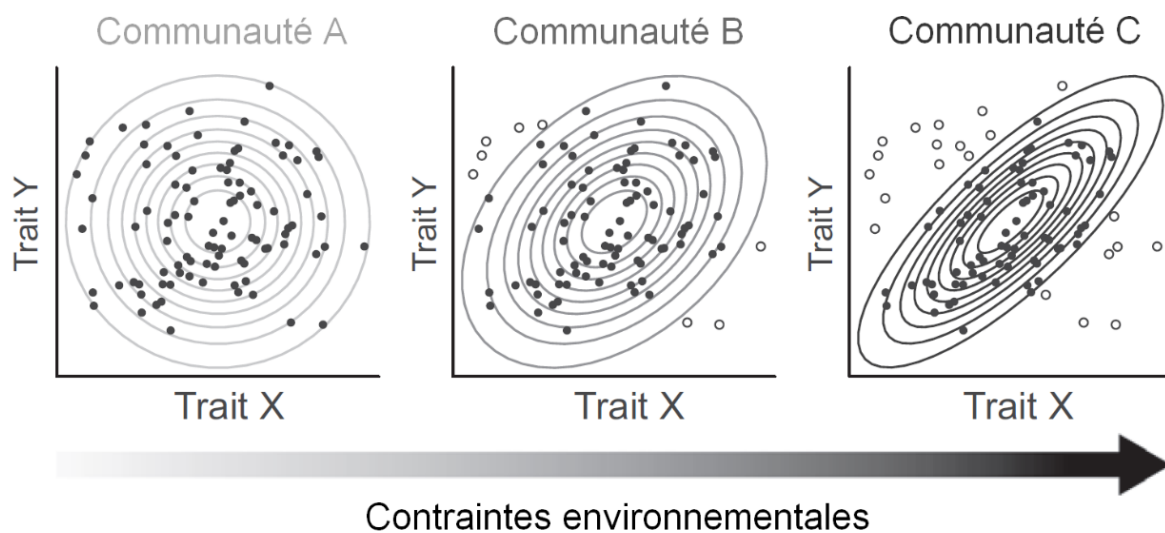 Communauté A
Communauté B
Communauté C
Trait Y
Trait Y
Trait Y
Trait X
Trait X
Trait X
Contraintes environnementales